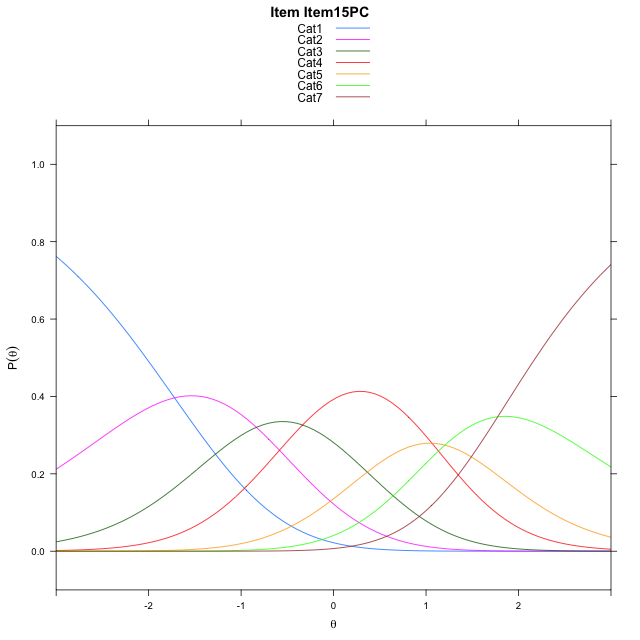 Item Item15PC
Cat1
Cat2
Cat3
Cat4
Cat5
Cat6
Cat7
1.0
0.8
0.6
0.4
0.2
0.0
P(θ)
-2 -1 0 1 2
θ